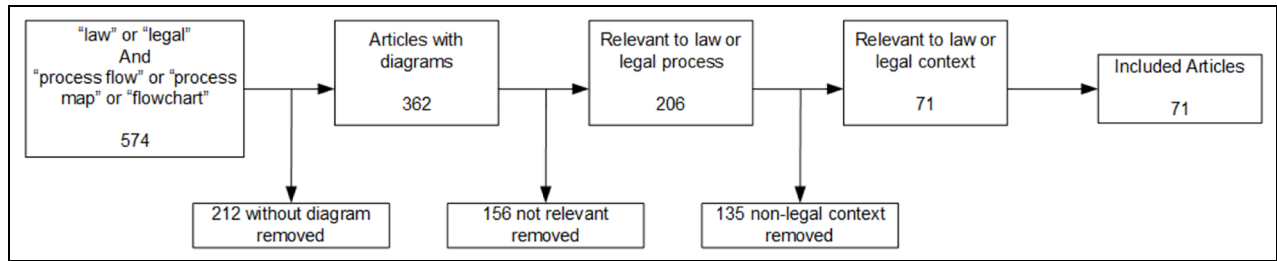 “law” or “legal”
And
“process flow” or “process
map” or “flowchart”
574
Articles with
diagrams
362
Relevant to law or
legal process
206
Relevant to law or
legal context
71
Included Articles
71
212 without diagram
removed
156 not relevant
removed
135 non-legal context
removed